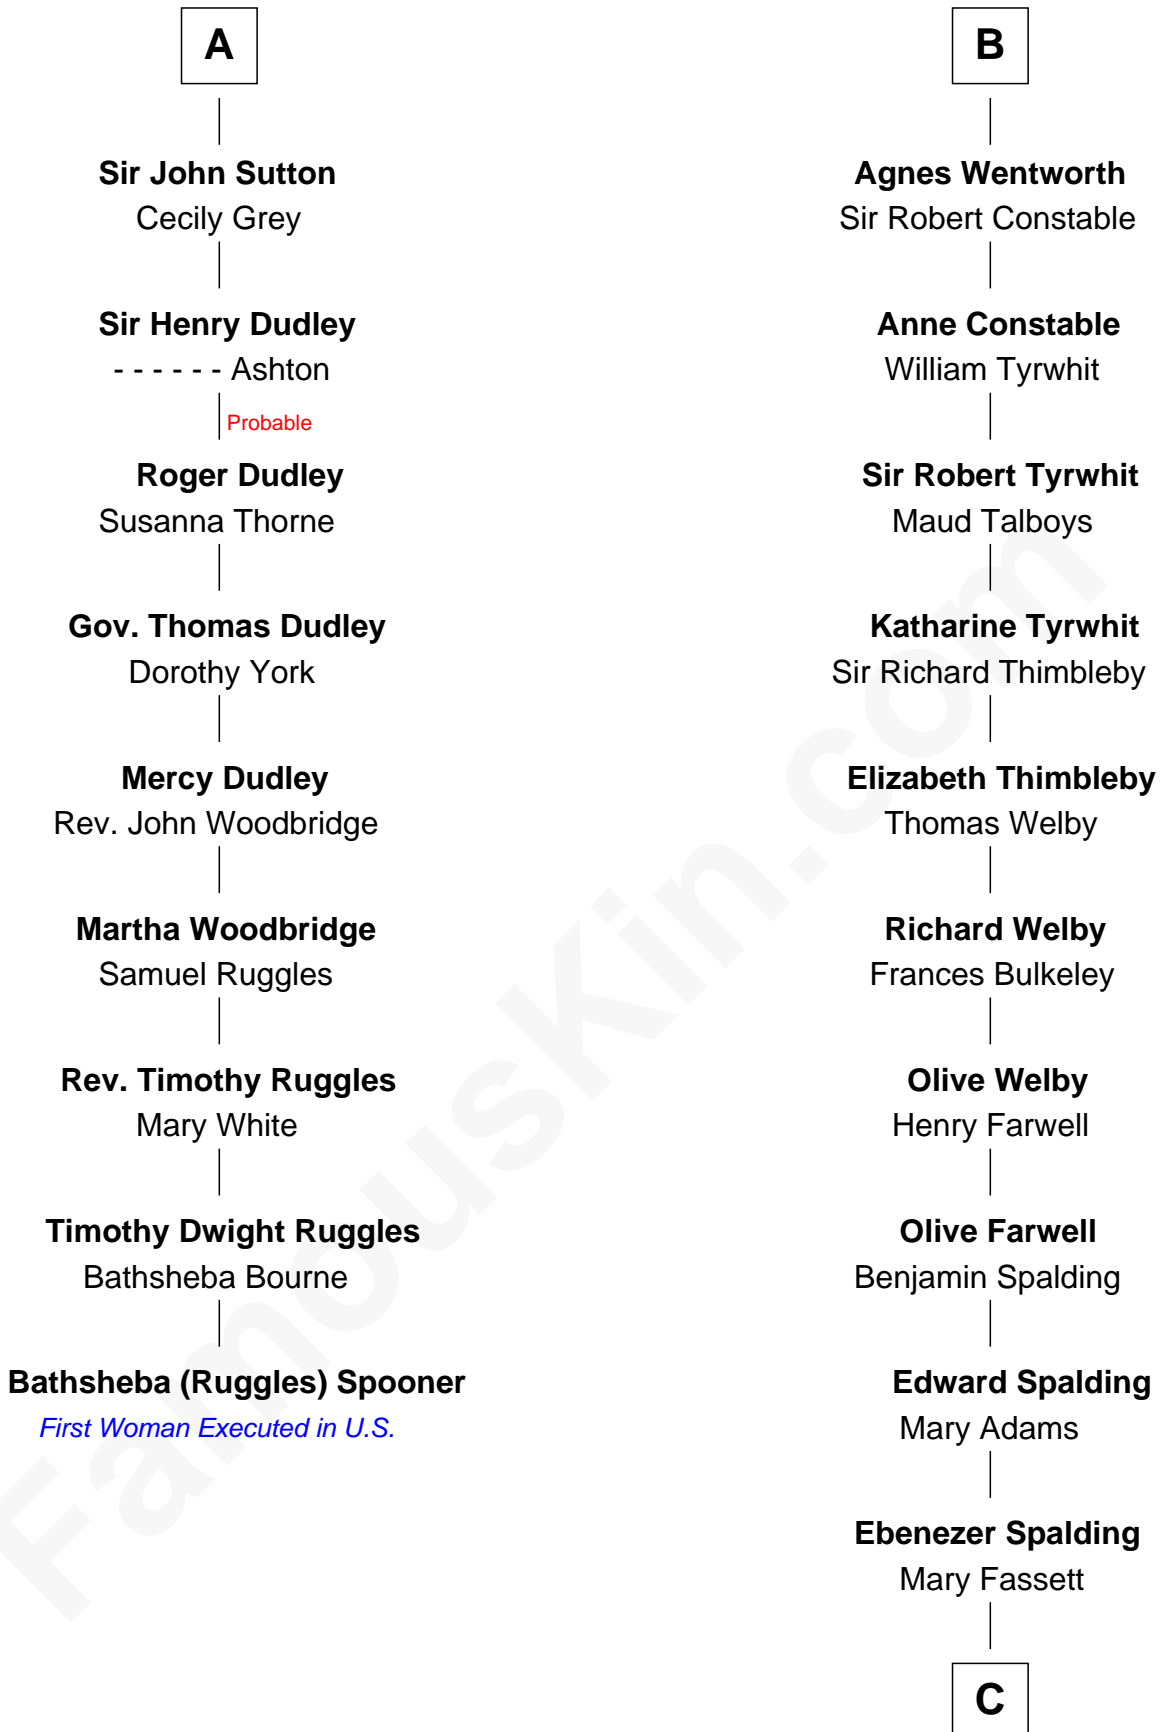 A
Sir John Sutton
Cecily Grey
Sir Henry Dudley
- - - - - - Ashton
Probable
Roger Dudley
Susanna Thorne
Gov. Thomas Dudley
Dorothy York
Mercy Dudley
Rev. John Woodbridge
Martha Woodbridge
Samuel Ruggles
Rev. Timothy Ruggles
Mary White
Timothy Dwight Ruggles
Bathsheba Bourne
Bathsheba (Ruggles) Spooner
First Woman Executed in U.S.
B
Agnes Wentworth
Sir Robert Constable
Anne Constable
William Tyrwhit
Sir Robert Tyrwhit
Maud Talboys
Katharine Tyrwhit
Sir Richard Thimbleby
Elizabeth Thimbleby
Thomas Welby
Richard Welby
Frances Bulkeley
Olive Welby
Henry Farwell
Olive Farwell
Benjamin Spalding
Edward Spalding
Mary Adams
Ebenezer Spalding
Mary Fassett
C
FamousKin.com